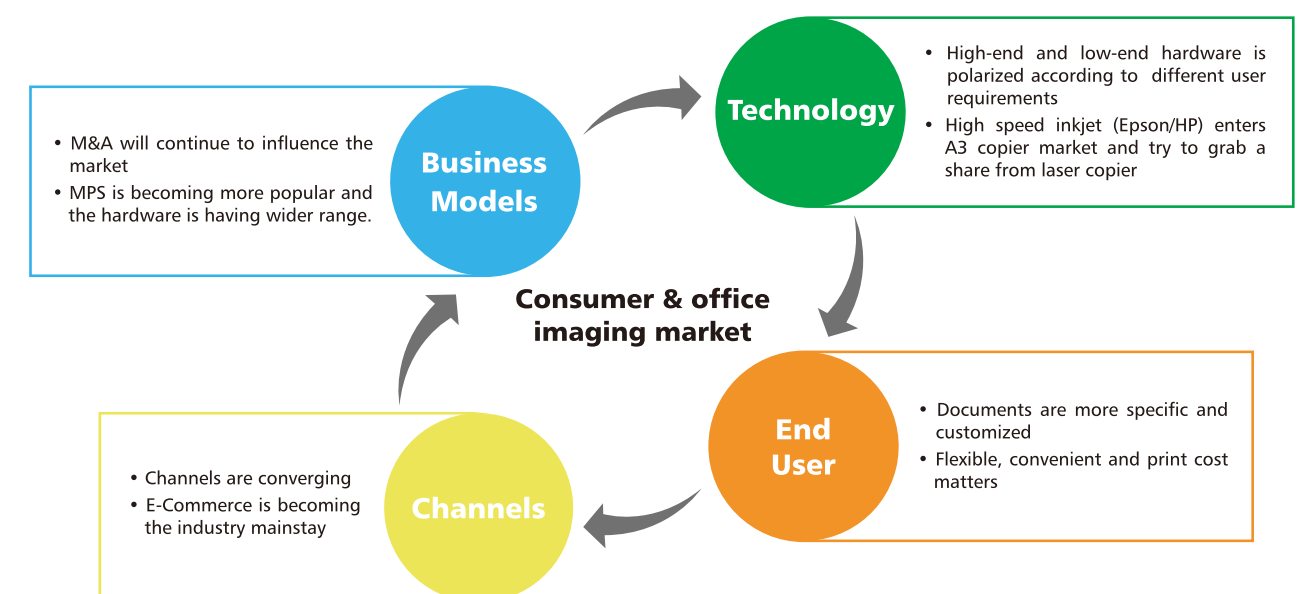 Business
Models
• M&A will continue to influence the
market
• MPS is becoming more popular and
the hardware is having wider range.
Technology
• High-end and low-end hardware is
polarized according to different user
requirements
• High speed inkjet (Epson/HP) enters
A3 copier market and try to grab a
share from laser copier
Consumer & office
imaging market
End
User
• Documents are more specific and
customized
• Flexible, convenient and print cost
matters
Channels
• Channels are converging
• E-Commerce is becoming
the industry mainstay